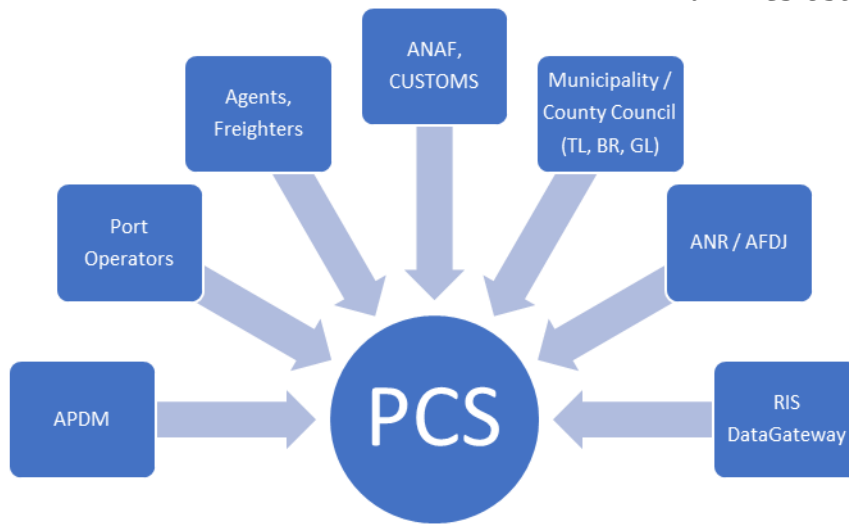 ANAF,
CUSTOMS
Agents,
Freighters
Municipality /
County Council
(TL, BR, GL)
Port
Operators
ANR / AFDJ
APDM
PCS
RIS
DataGateway